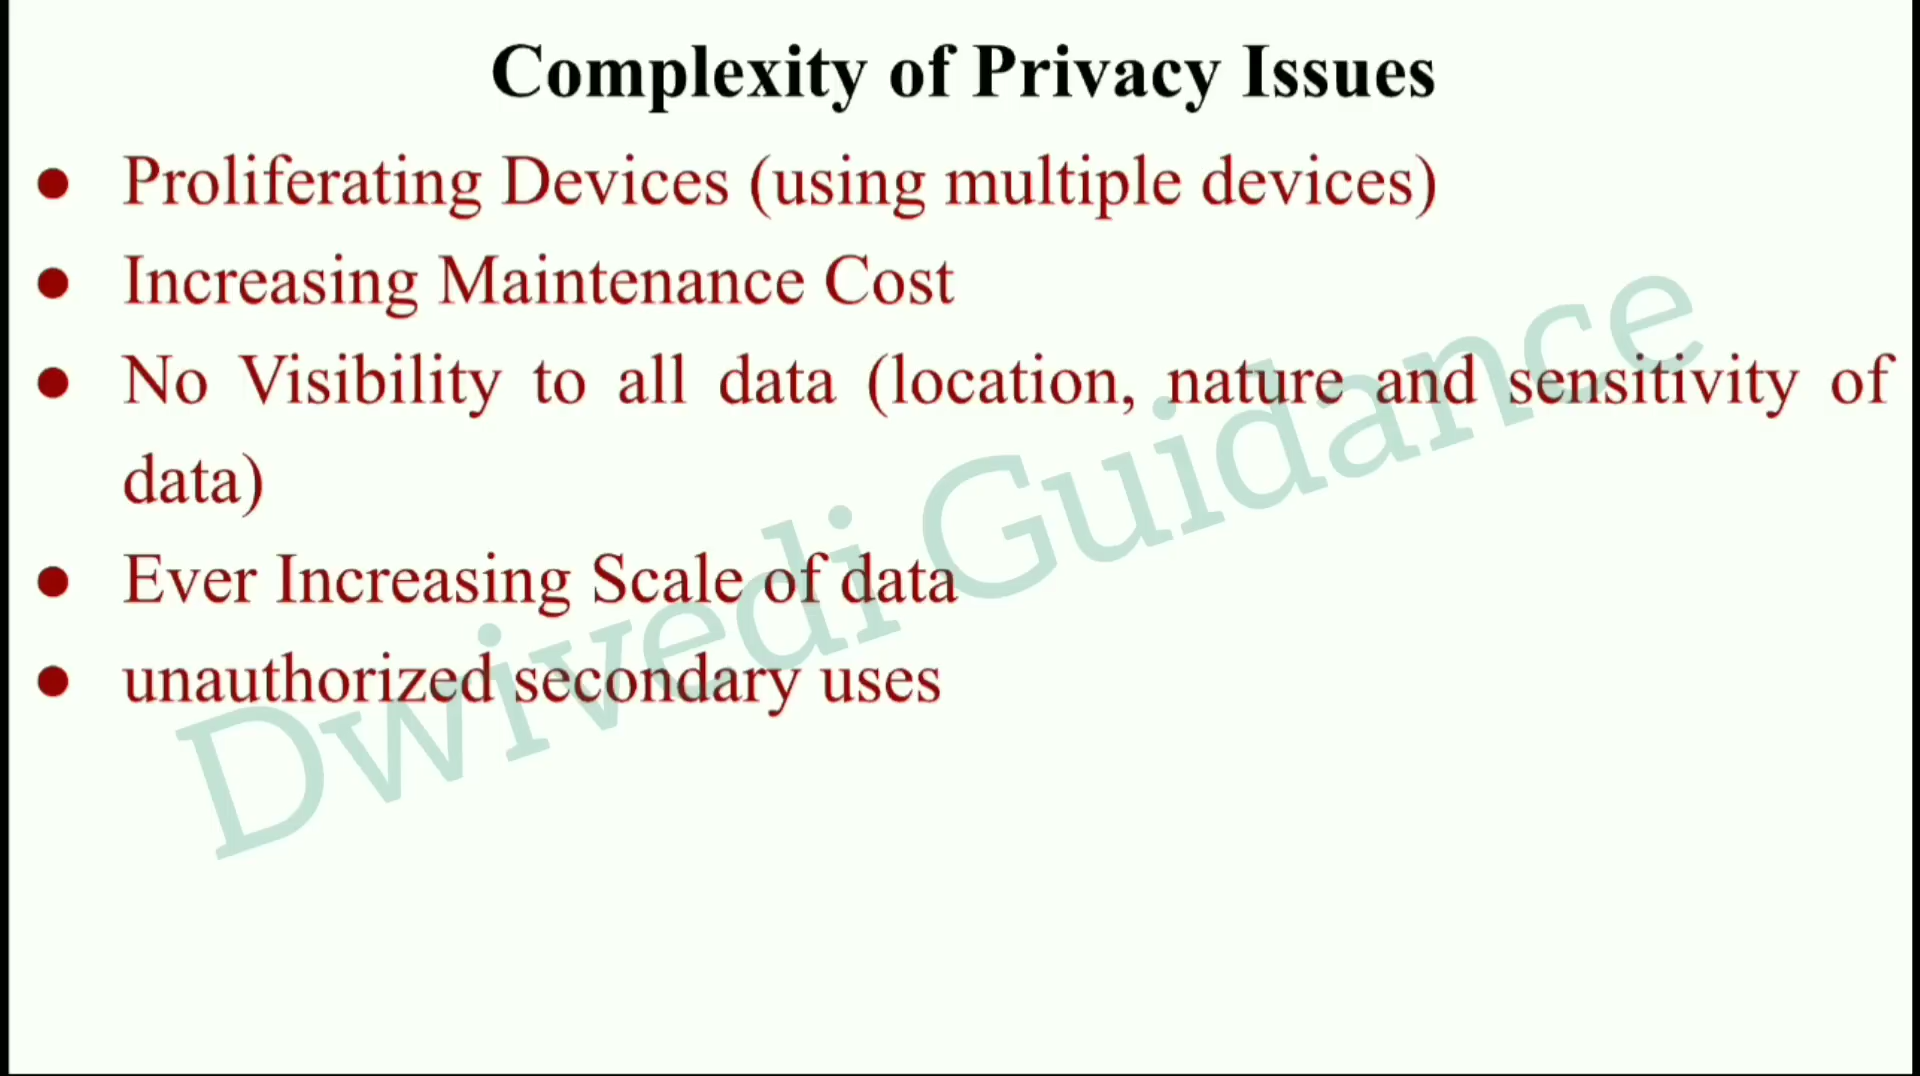 Complexity of Privacy Issues
● Proliferating Devices (using multiple devices)
● Increasing Maintenance Cost
● No Visibility to all data (location, nature and sensitivity of
data)
● Ever Increasing Scale of data
● unauthorized secondary uses
Dwivedi Guidance